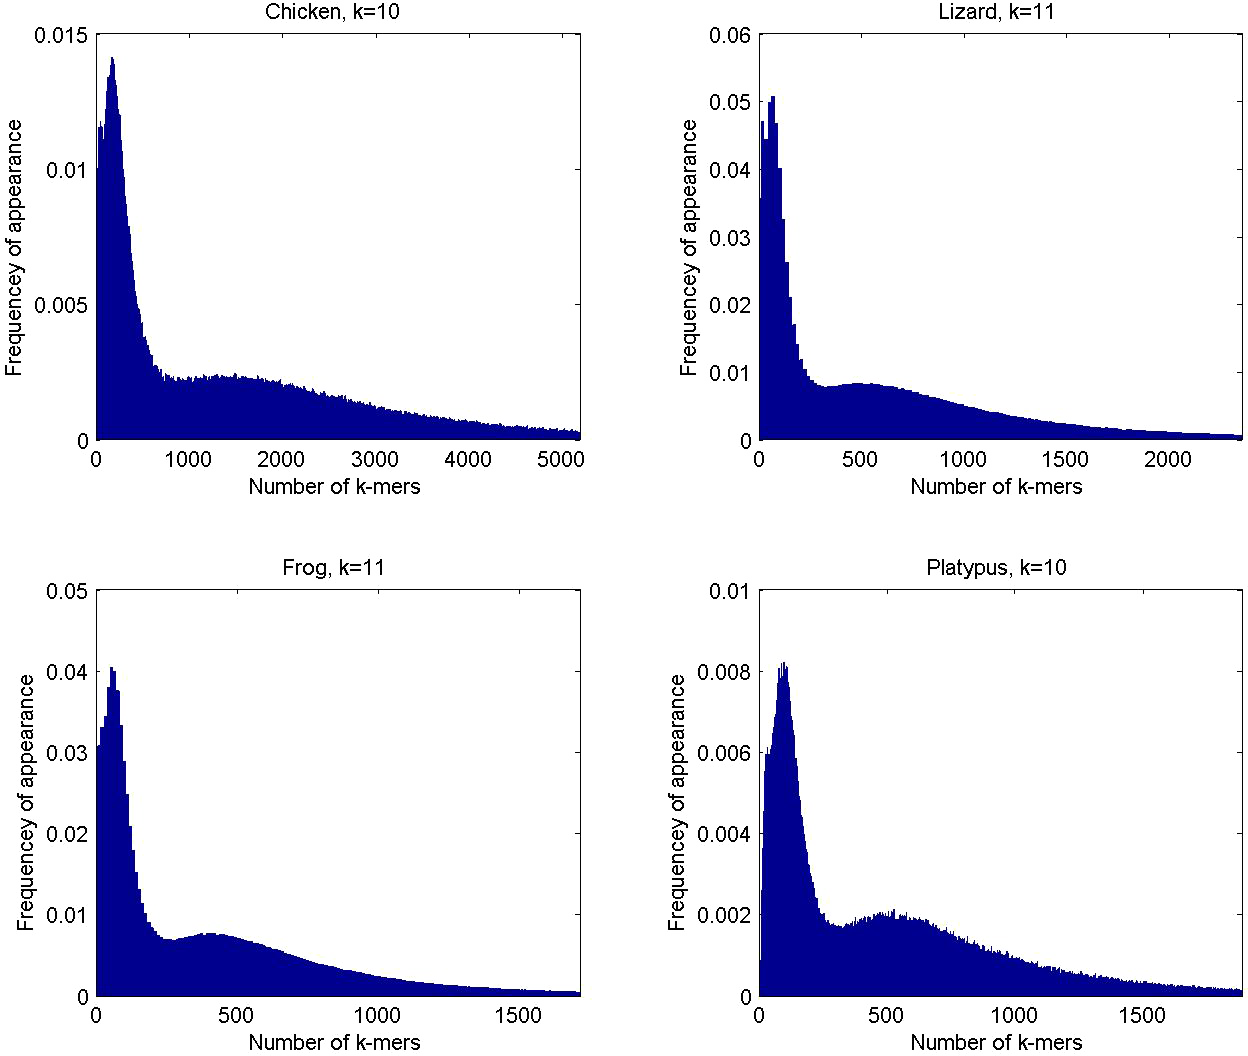 Chicken, k=10
0.015
0.01
0.005
0
0 1000 2000 3000 4000 5000
Frequencey of appearance
Number of k-mers
Lizard, k=11
0.06
0.05
0.04
0.03
0.02
0.01
0
0 500 1000 1500 2000
Frequencey of appearance
Number of k-mers
Frog, k=11
0.05
0.04
0.03
0.02
0.01
0
0 500 1000 1500
Frequencey of appearance
Number of k-mers
Platypus, k=10
0.01
0.008
0.006
0.004
0.002
0
0 500 1000 1500
Frequencey of appearance
Number of k-mers